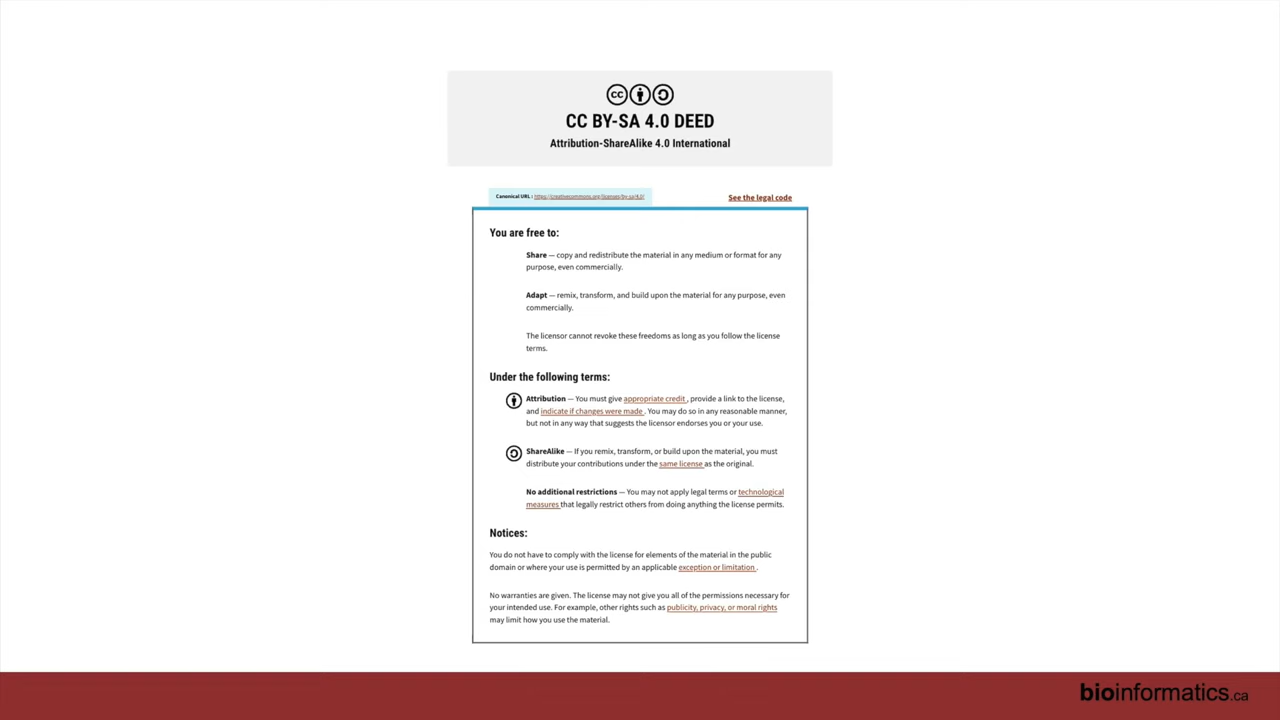 CC BY-SA 4.0 DEED
Attribution-ShareAlike 4.0 International
Canonical URL : https://creativecommons.org/licenses/by-sa/4.0/
See the legal code
You are free to:
Share — copy and redistribute the material in any medium or format for any
purpose, even commercially.
Adapt — remix, transform, and build upon the material for any purpose, even
commercially.
The licensor cannot revoke these freedoms as long as you follow the license
terms.
Under the following terms:
Attribution — You must give appropriate credit , provide a link to the license,
and indicate if changes were made . You may do so in any reasonable manner,
but not in any way that suggests the licensor endorses you or your use.
ShareAlike — If you remix, transform, or build upon the material, you must
distribute your contributions under the same license as the original.
No additional restrictions — You may not apply legal terms or technological
measures that legally restrict others from doing anything the license permits.
Notices:
You do not have to comply with the license for elements of the material in the public
domain or where your use is permitted by an applicable exception or limitation .
No warranties are given. The license may not give you all of the permissions necessary for
your intended use. For example, other rights such as publicity, privacy, or moral rights
may limit how you use the material.
bioinformatics.ca